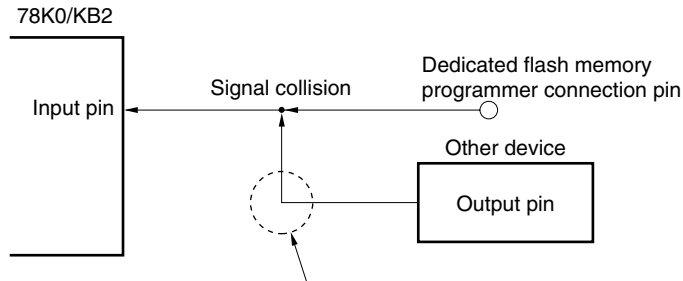 78K0/KB2
Signal collision
Dedicated flash memory
programmer connection pin
Input pin
Other device
Output pin